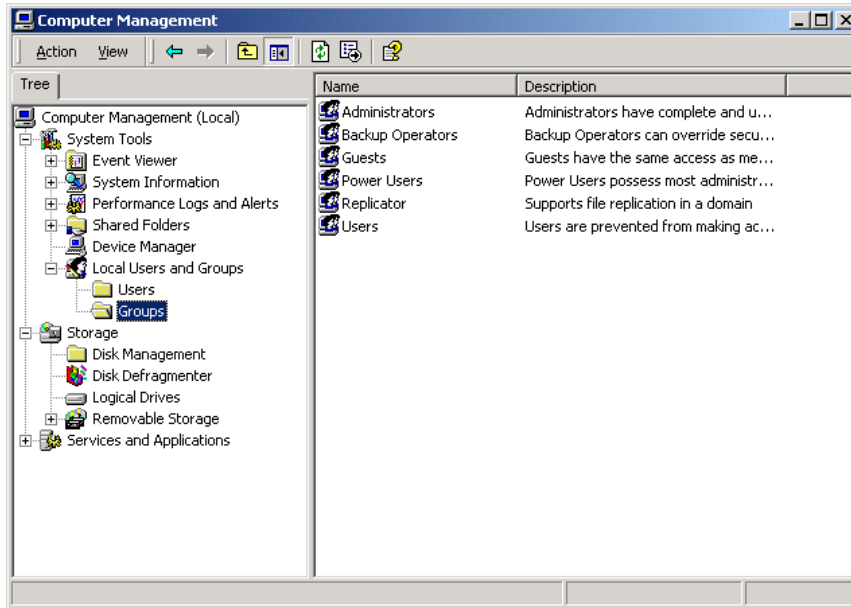 Computer Management
Action View
Tree
Computer Management (Local)
System Tools
Event Viewer
System Information
Performance Logs and Alerts
Shared Folders
Device Manager
Local Users and Groups
Users
Groups
Storage
Disk Management
Disk Defragmenter
Logical Drives
Removable Storage
Services and Applications
Name Description
Administrators Administrators have complete and u...
Backup Operators Backup Operators can override secu...
Guests Guests have the same access as me...
Power Users Power Users possess most administr...
Replicator Supports file replication in a domain
Users Users are prevented from making ac...